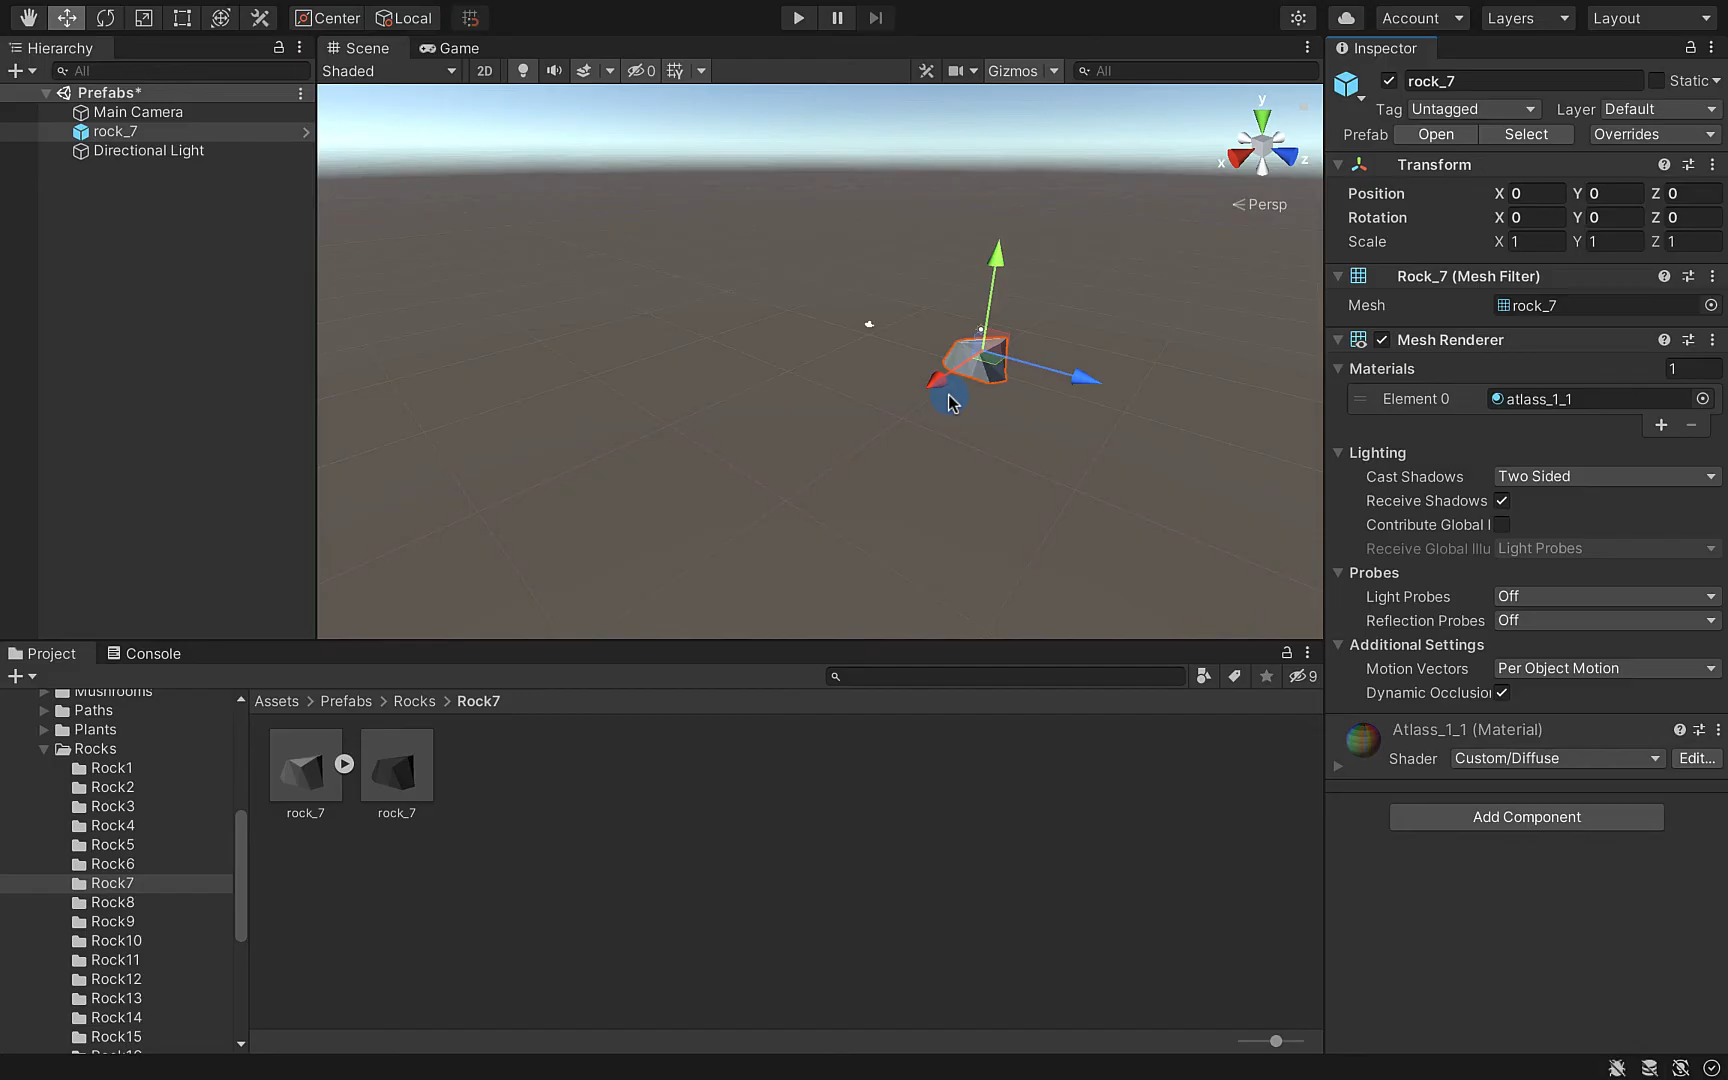 Center
Local
Account
Layers
Layout
Hierarchy
Scene
Game
Inspector
All
Shaded
2D
0
Gizmos
All
rock_7
Static
Prefabs*
Main Camera
rock_7
Directional Light
Tag Untagged
Layer Default
Prefab Open Select Overrides
y
x
z
Persp
Transform
Position X 0 Y 0 Z 0
Rotation X 0 Y 0 Z 0
Scale X 1 Y 1 Z 1
Rock_7 (Mesh Filter)
Mesh rock_7
Mesh Renderer
Materials 1
Element 0 atlass_1_1
Lighting
Cast Shadows Two Sided
Receive Shadows
Contribute Global I
Receive Global Illu Light Probes
Probes
Light Probes Off
Reflection Probes Off
Additional Settings
Motion Vectors Per Object Motion
Dynamic Occlusion
Atlass_1_1 (Material)
Shader Custom/Diffuse Edit...
Add Component
Project
Console
9
Mushrooms
Paths
Plants
Rocks
Rock1
Rock2
Rock3
Rock4
Rock5
Rock6
Rock7
Rock8
Rock9
Rock10
Rock11
Rock12
Rock13
Rock14
Rock15
Assets > Prefabs > Rocks > Rock7
rock_7
rock_7